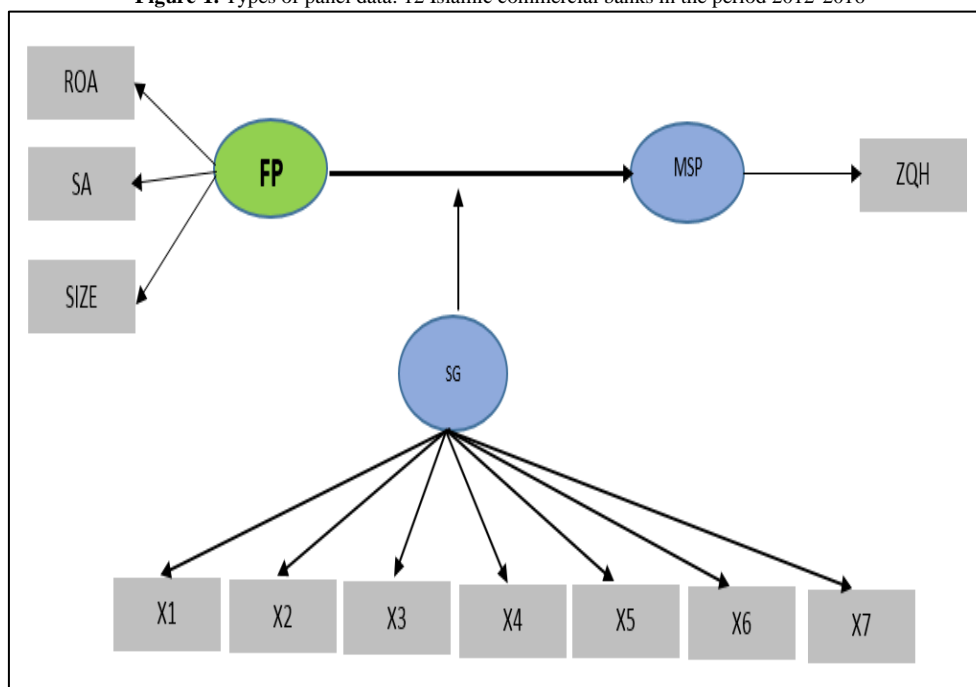 Figure 1. Types of panel data: 12 Islamic commercial banks in the period 2012-2016
ROA
SA
SIZE
FP
MSP
ZQH
SG
X1
X2
X3
X4
X5
X6
X7